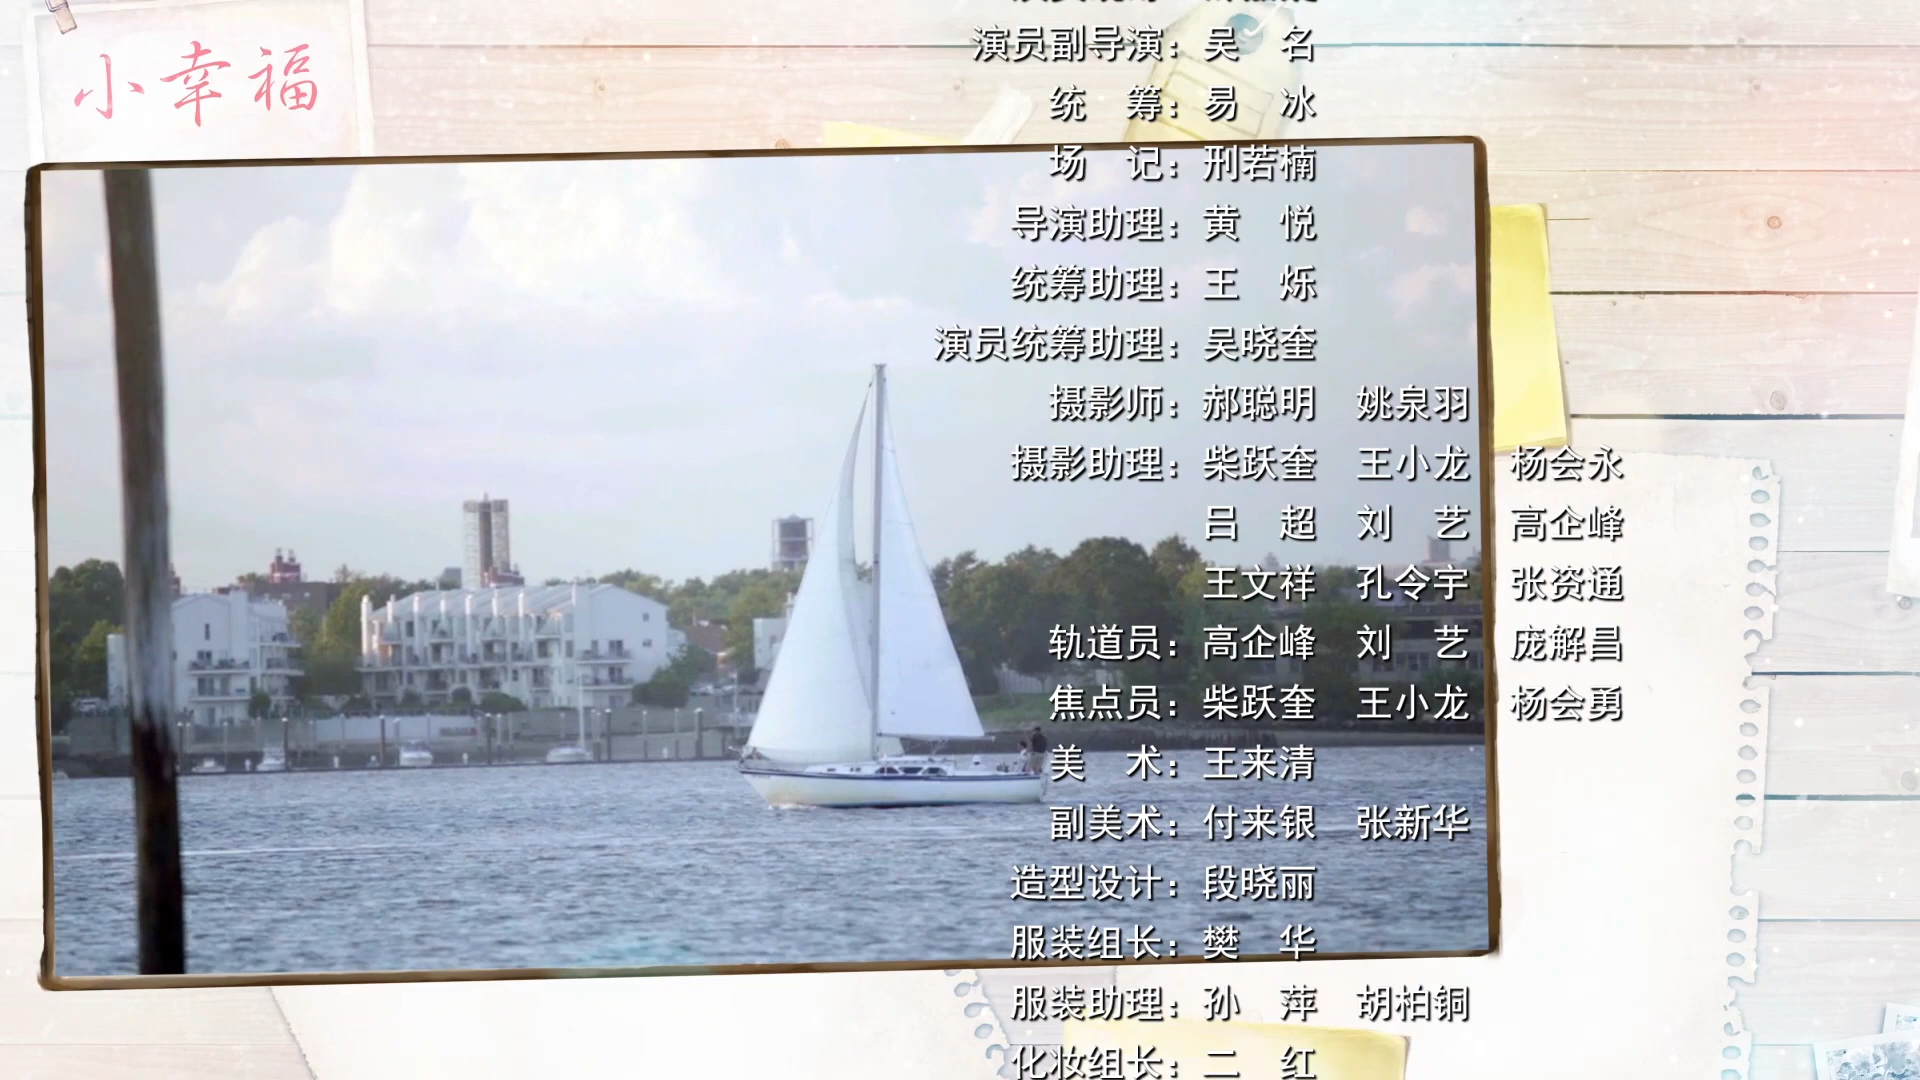 小幸福
演员副导演：吴　名
统　筹：易　冰
场　记：刑若楠
导演助理：黄　悦
统筹助理：王　烁
演员统筹助理：吴晓奎
摄影师：郝聪明　姚泉羽
摄影助理：柴跃奎　王小龙　杨会永
吕　超　刘　艺　高企峰
王文祥　孔令宇　张资通
轨道员：高企峰　刘　艺　庞解昌
焦点员：柴跃奎　王小龙　杨会勇
美　术：王来清
副美术：付来银　张新华
造型设计：段晓丽
服装组长：樊　华
服装助理：孙　萍　胡柏铜
化妆组长：二　红